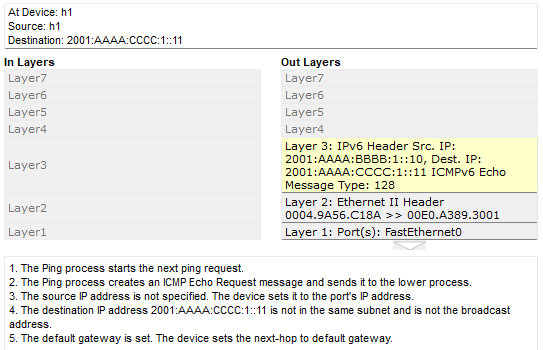 At Device: h1
Source: h1
Destination: 2001:AAAA:CCCC:1::11
In Layers
Layer7
Layer6
Layer5
Layer4
Layer3
Layer2
Layer1
Out Layers
Layer7
Layer6
Layer5
Layer4
Layer 3: IPv6 Header Src. IP:
2001:AAAA:BBBB:1::10, Dest. IP:
2001:AAAA:CCCC:1::11 ICMPv6 Echo
Message Type: 128
Layer 2: Ethernet II Header
0004.9A56.C18A >> 00E0.A389.3001
Layer 1: Port(s): FastEthernet0
1. The Ping process starts the next ping request.
2. The Ping process creates an ICMP Echo Request message and sends it to the lower process.
3. The source IP address is not specified. The device sets it to the port's IP address.
4. The destination IP address 2001:AAAA:CCCC:1::11 is not in the same subnet and is not the broadcast
address.
5. The default gateway is set. The device sets the next-hop to default gateway.